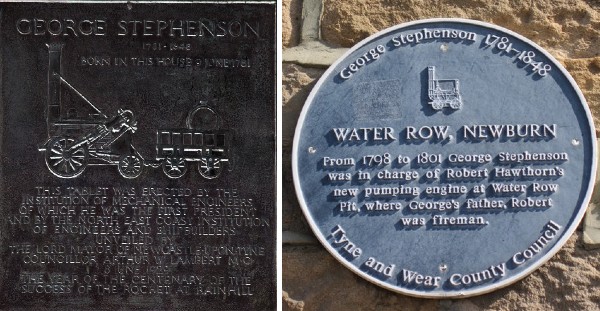 GEORGE STEPHENSON
1781-1848
BORN IN THIS HOUSE 9 JUNE 1781
THIS TABLET WAS ERECTED BY THE
INSTITUTION OF MECHANICAL ENGINEERS
OF WHICH HE WAS THE FIRST PRESIDENT
AND BY THE NORTH EAST COAST INSTITUTION
OF ENGINEERS AND SHIPBUILDERS
UNVEILED BY
THE LORD MAYOR OF NEWCASTLE UPON TYNE
COUNCILLOR ARTHUR W LAMBERT M C
JUNE 1929
THE YEAR OF THE CENTENARY OF THE
SUCCESS OF THE ROCKET AT RAINHILL
George Stephenson 1781-1848
WATER ROW, NEWBURN
From 1798 to 1801 George Stephenson
was in charge of Robert Hawthorn's
new pumping engine at Water Row
Pit, where George's father, Robert
was fireman.
Tyne and Wear County Council